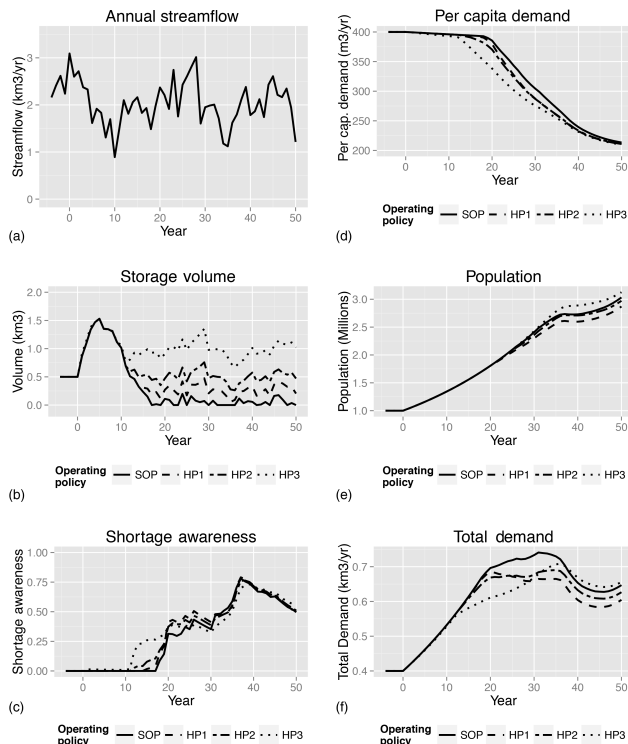 Annual streamflow
Streamflow (km3/yr)
3
2
1
0
0 10 20 30 40 50
Year
(a)
Per capita demand
Per cap. demand (m3/yr)
400
350
300
250
200
0 10 20 30 40 50
Year
Operating policy SOP HP1 HP2 HP3
(d)
Storage volume
Volume (km3)
2.0
1.5
1.0
0.5
0.0
0 10 20 30 40 50
Year
Operating policy SOP HP1 HP2 HP3
(b)
Population
Population (Millions)
3.0
2.5
2.0
1.5
1.0
0 10 20 30 40 50
Year
Operating policy SOP HP1 HP2 HP3
(e)
Shortage awareness
Shortage awareness
1.00
0.75
0.50
0.25
0.00
0 10 20 30 40 50
Year
(c)
Operating policy SOP HP1 HP2 HP3
Total demand
Total Demand (km3/yr)
0.7
0.6
0.5
0.4
0 10 20 30 40 50
Year
(f)
Operating policy SOP HP1 HP2 HP3